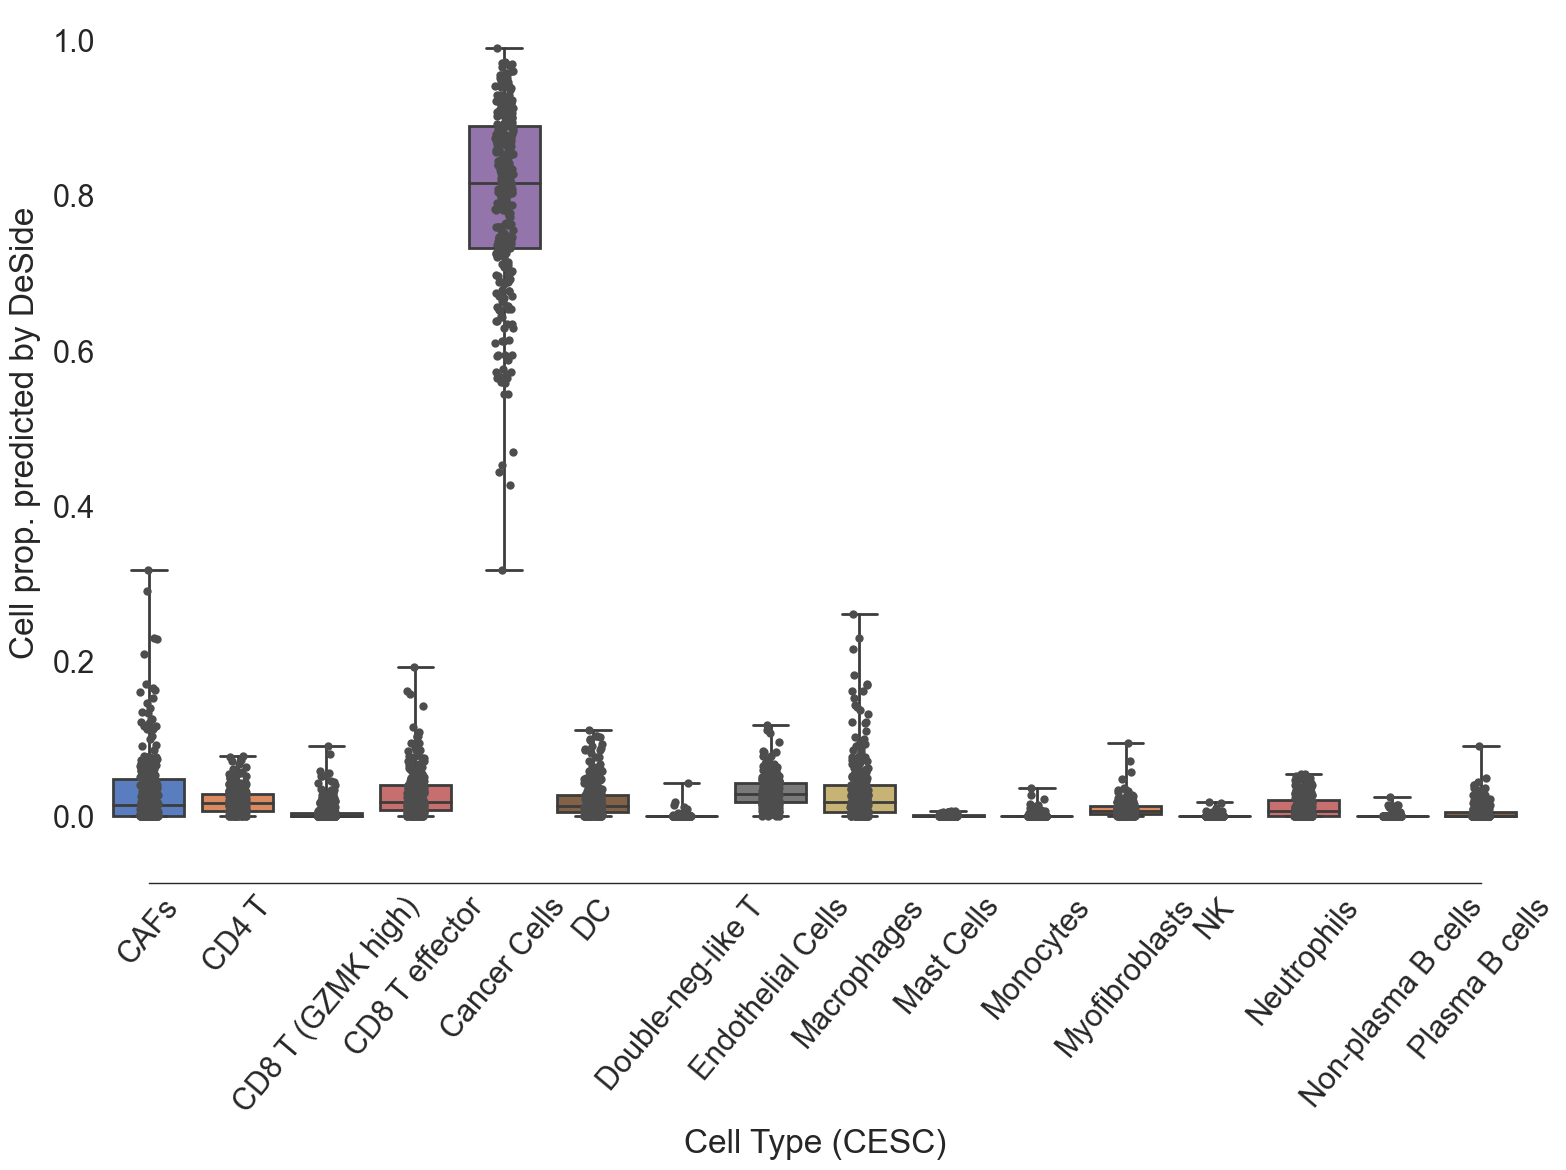 Cell prop. predicted by DeSide
1.0
0.8
0.6
0.4
0.2
0.0
CAFs
CD4 T
CD8 T (GZMK high)
CD8 T effector
Cancer Cells
DC
Double-neg-like T
Endothelial Cells
Macrophages
Mast Cells
Monocytes
Myofibroblasts
NK
Neutrophils
Non-plasma B cells
Plasma B cells
Cell Type (CESC)